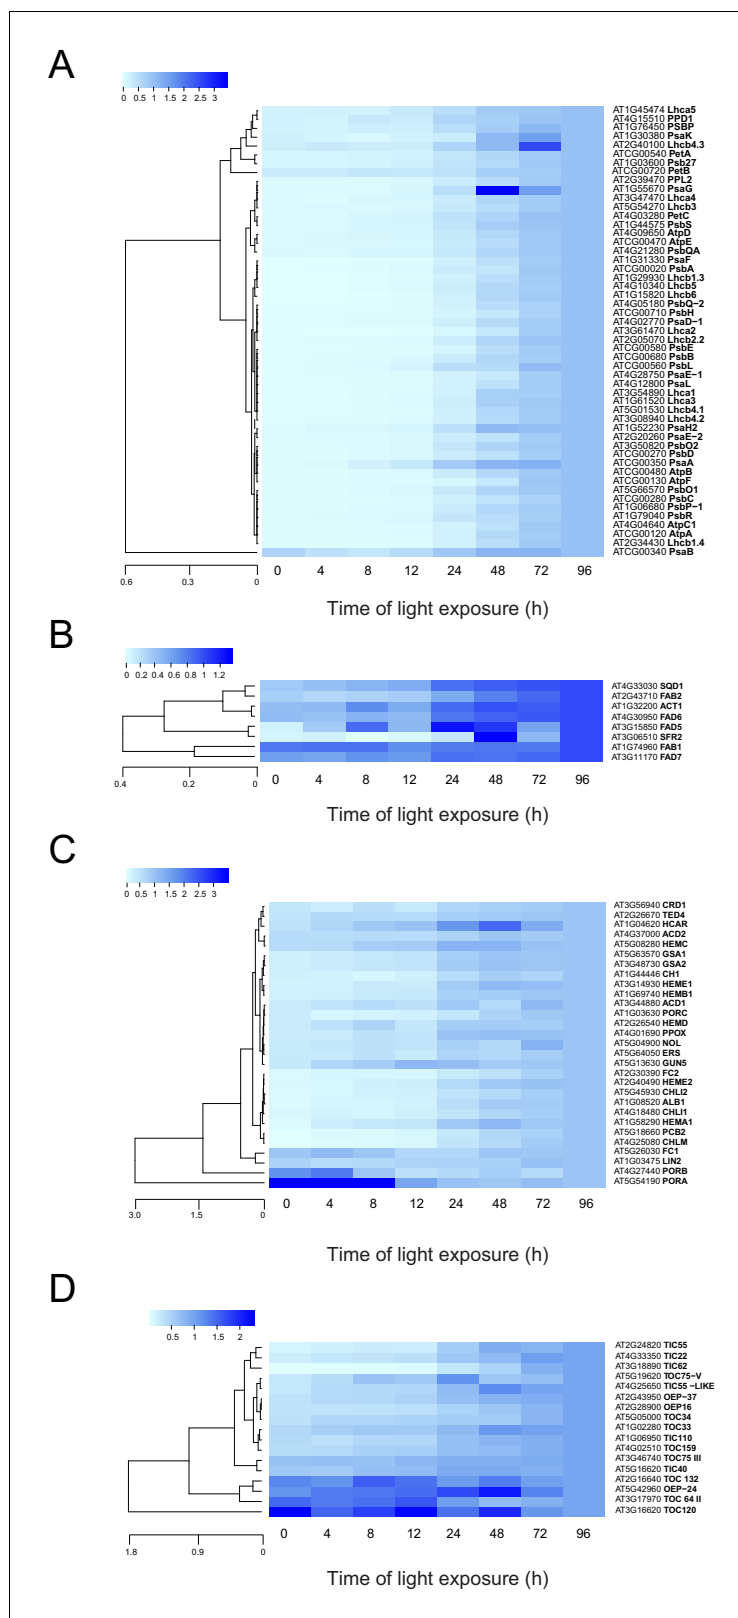 A
0 0.5 1 1.5 2 2.5 3
AT1G45474 Lhca5
AT4G15510 PPD1
AT1G76450 PSBP
AT1G30380 PsaK
AT2G40100 Lhcb4.3
ATCG00540 PetA
AT1G03600 Psb27
ATCG00720 PetB
AT2G39470 PPL2
AT1G55670 PsaG
AT3G47470 Lhca4
AT5G54270 Lhcb3
AT4G03280 PetC
AT1G44575 PsbS
AT4G09650 AtpD
ATCG00470 AtpE
AT4G21280 PsbQA
AT1G31330 PsaF
ATCG00020 PsbA
AT1G29930 Lhcb1.3
AT4G10340 Lhcb5
AT1G15820 Lhcb6
AT4G05180 PsbQ-2
ATCG00710 PsbH
AT4G02770 PsaD-1
AT3G61470 Lhca2
AT2G05070 Lhcb2.2
ATCG00580 PsbE
ATCG00680 PsbB
ATCG00560 PsbL
AT4G28750 PsaE-1
AT4G12800 PsaL
AT3G54890 Lhca1
AT1G61520 Lhca3
AT5G01530 Lhcb4.1
AT3G08940 Lhcb4.2
AT1G52230 PsaH2
AT2G20260 PsaE-2
AT3G50820 PsbO2
ATCG00270 PsbD
ATCG00350 PsaA
ATCG00480 AtpB
ATCG00130 AtpF
AT5G66570 PsbO1
ATCG00280 PsbC
AT1G06680 PsbP-1
AT1G79040 PsbR
AT4G04640 AtpC1
ATCG00120 AtpA
AT2G34430 Lhcb1.4
ATCG00340 PsaB
0.6 0.3 0
0 4 8 12 24 48 72 96
Time of light exposure (h)
B
0 0.2 0.4 0.6 0.8 1 1.2
AT4G33030 SQD1
AT2G43710 FAB2
AT1G32200 ACT1
AT4G30950 FAD6
AT3G15850 FAD5
AT3G06510 SFR2
AT1G74960 FAB1
AT3G11170 FAD7
0.4 0.2 0
0 4 8 12 24 48 72 96
Time of light exposure (h)
C
0 0.5 1 1.5 2 2.5 3
AT3G56940 CRD1
AT2G26670 TED4
AT1G04620 HCAR
AT4G37000 ACD2
AT5G08280 HEMC
AT5G63570 GSA1
AT3G48730 GSA2
AT1G44446 CH1
AT3G14930 HEME1
AT1G69740 HEMB1
AT3G44880 ACD1
AT1G03630 PORC
AT2G26540 HEMD
AT4G01690 PPOX
AT5G04900 NOL
AT5G64050 ERS
AT5G13630 GUN5
AT2G30390 FC2
AT2G40490 HEME2
AT5G45930 CHLI2
AT1G08520 ALB1
AT4G18480 CHLI1
AT1G58290 HEMA1
AT5G18660 PCB2
AT4G25080 CHLM
AT5G26030 FC1
AT1G03475 LIN2
AT4G27440 PORB
AT5G54190 PORA
3.0 1.5 0
0 4 8 12 24 48 72 96
Time of light exposure (h)
D
0.5 1 1.5 2
AT2G24820 TIC55
AT4G33350 TIC22
AT3G18890 TIC62
AT5G19620 TOC75-V
AT4G25650 TIC55 -LIKE
AT2G43950 OEP-37
AT2G28900 OEP16
AT5G05000 TOC34
AT1G02280 TOC33
AT1G06950 TIC110
AT4G02510 TOC159
AT3G46740 TOC75 III
AT5G16620 TIC40
AT2G16640 TOC 132
AT5G42960 OEP-24
AT3G17970 TOC 64 II
AT3G16620 TOC120
1.8 0.9 0
0 4 8 12 24 48 72 96
Time of light exposure (h)